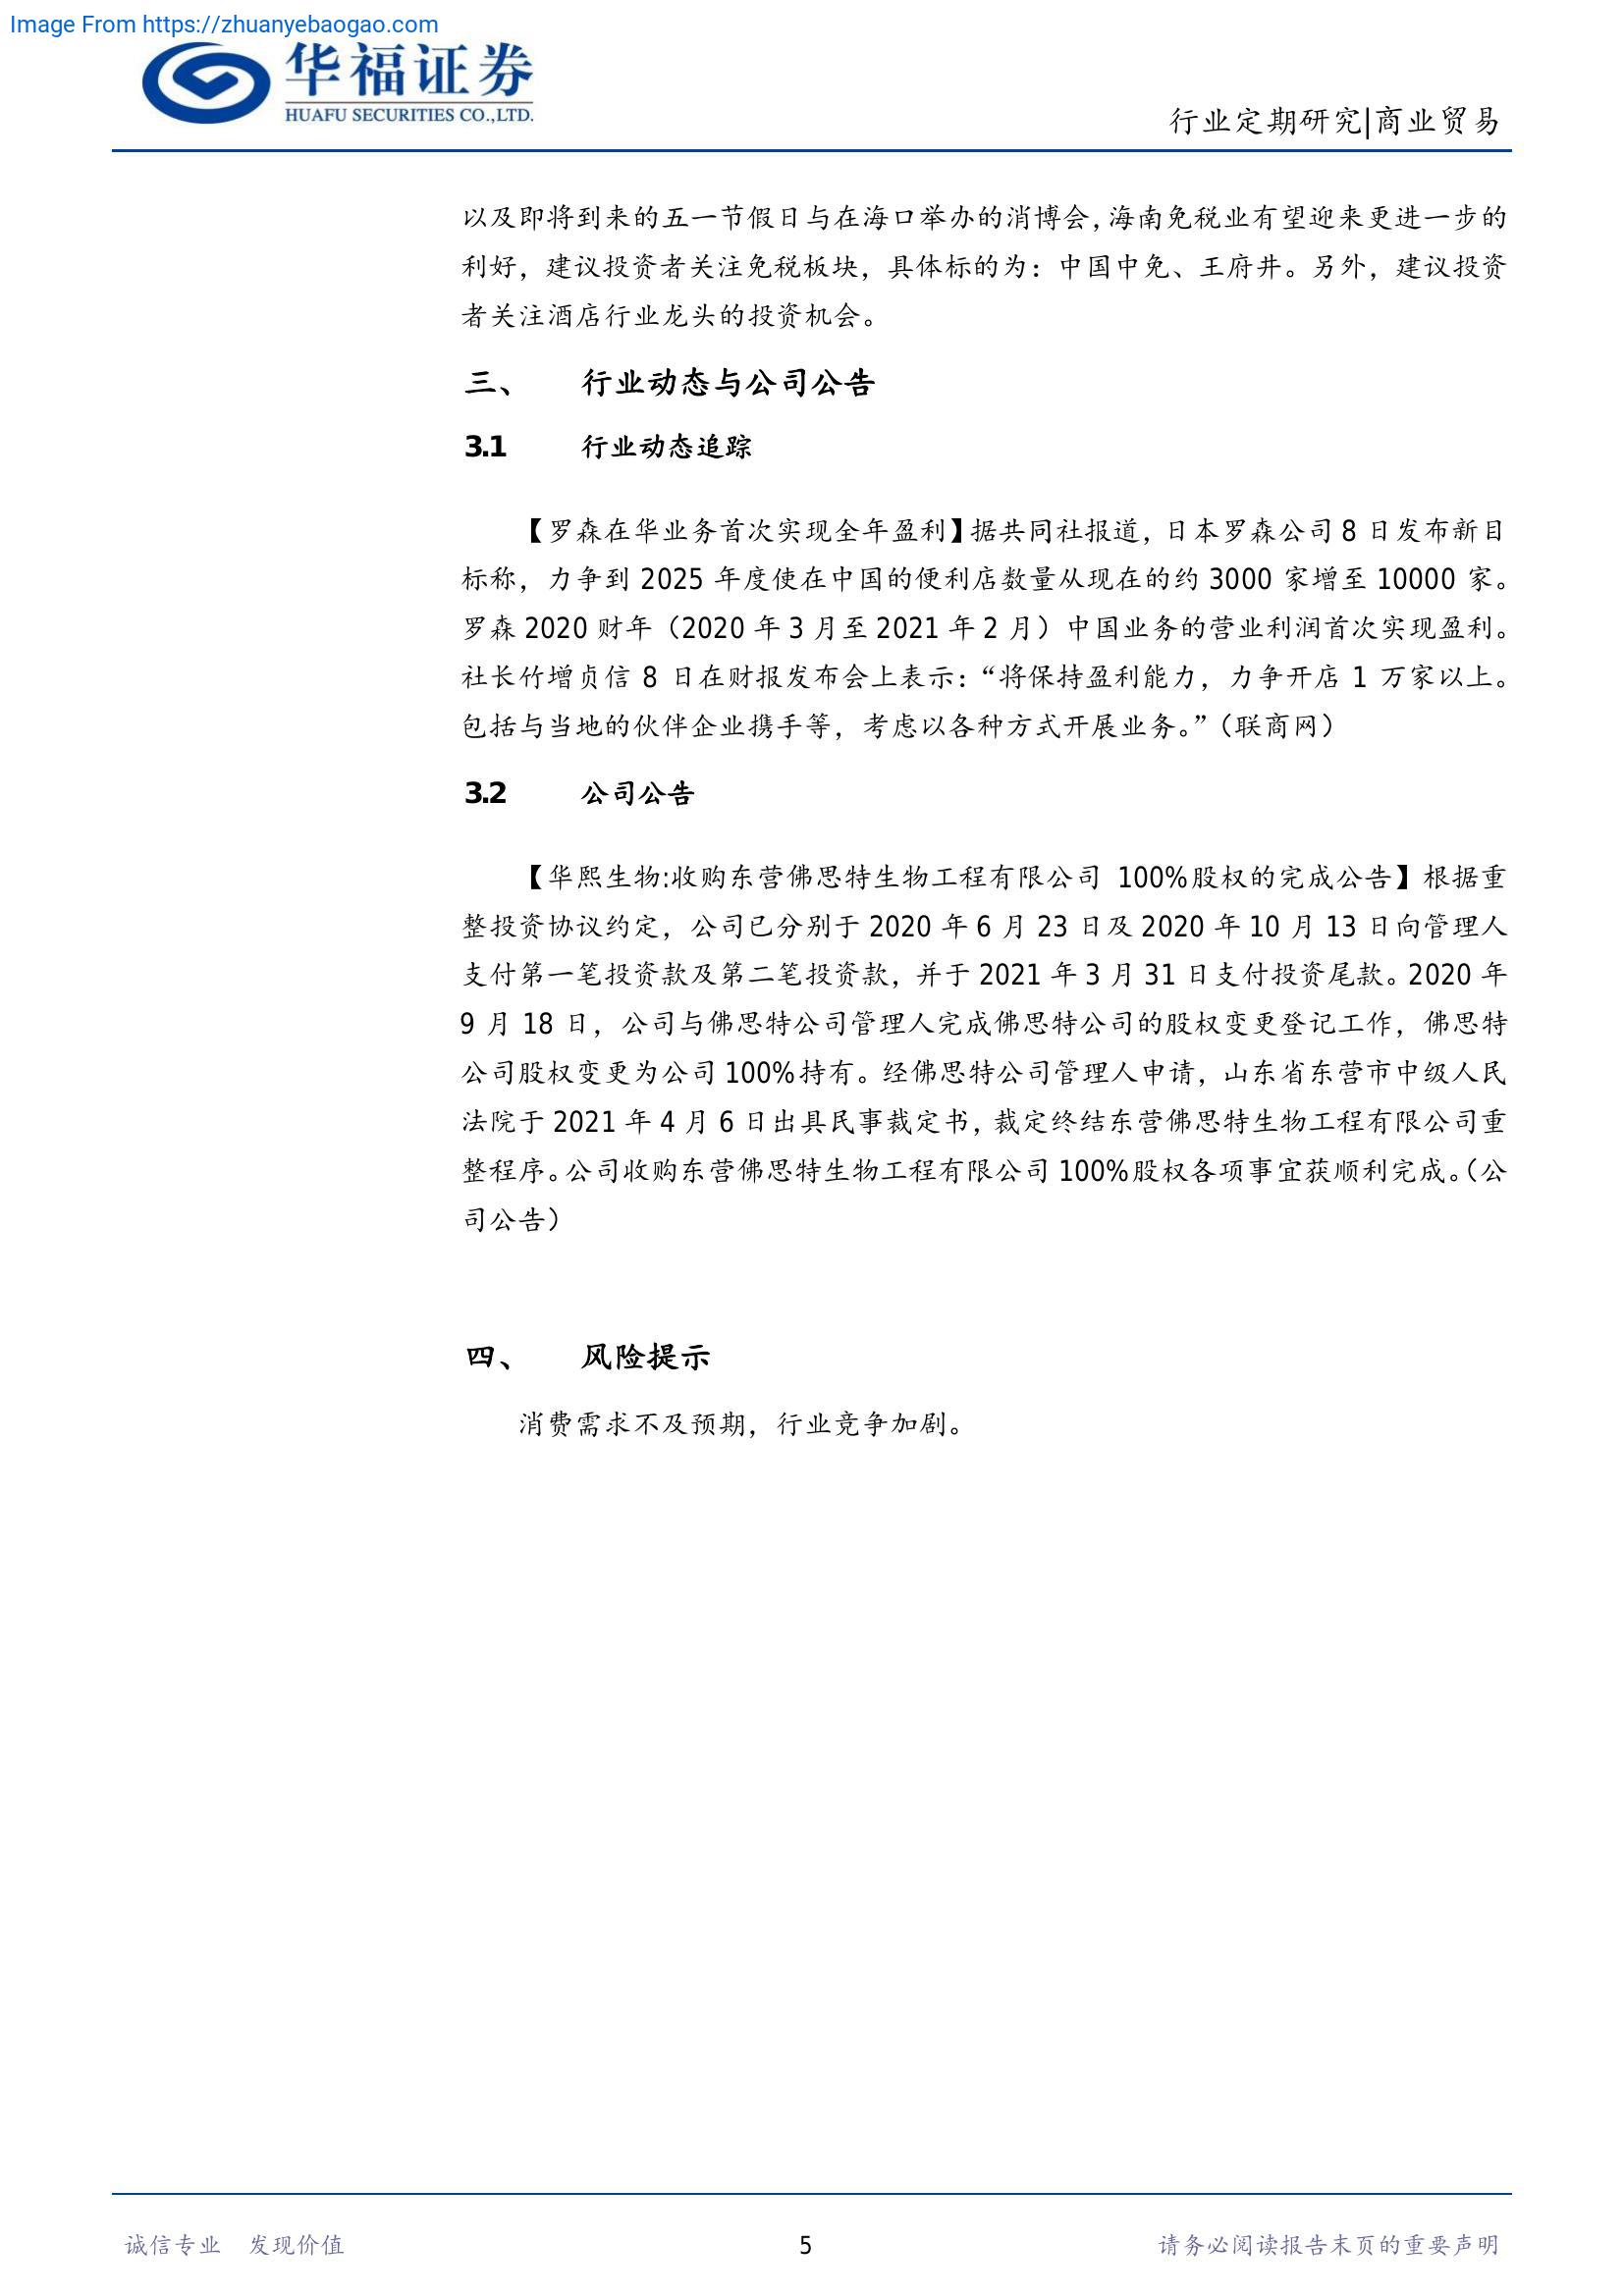 Image From https://zhuanyebaogao.com
华福证券
HUAFU SECURITIES CO.,LTD.
行业定期研究|商业贸易
以及即将到来的五一节假日与在海口举办的消博会,海南免税业有望迎来更进一步的
利好，建议投资者关注免税板块，具体标的为：中国中免、王府井。另外，建议投资
者关注酒店行业龙头的投资机会。
三、 行业动态与公司公告
3.1 行业动态追踪
【罗森在华业务首次实现全年盈利】据共同社报道，日本罗森公司 8 日发布新目
标称，力争到 2025 年度使在中国的便利店数量从现在的约 3000 家增至 10000 家。
罗森 2020 财年（2020 年 3 月至 2021 年 2 月）中国业务的营业利润首次实现盈利。
社长竹增贞信 8 日在财报发布会上表示：“将保持盈利能力，力争开店 1 万家以上。
包括与当地的伙伴企业携手等，考虑以各种方式开展业务。”（联商网）
3.2 公司公告
【华熙生物:收购东营佛思特生物工程有限公司 100%股权的完成公告】根据重
整投资协议约定，公司已分别于 2020 年 6 月 23 日及 2020 年 10 月 13 日向管理人
支付第一笔投资款及第二笔投资款，并于 2021 年 3 月 31 日支付投资尾款。2020 年
9 月 18 日，公司与佛思特公司管理人完成佛思特公司的股权变更登记工作，佛思特
公司股权变更为公司 100%持有。经佛思特公司管理人申请，山东省东营市中级人民
法院于 2021 年 4 月 6 日出具民事裁定书，裁定终结东营佛思特生物工程有限公司重
整程序。公司收购东营佛思特生物工程有限公司 100%股权各项事宜获顺利完成。（公
司公告）
四、 风险提示
消费需求不及预期，行业竞争加剧。
诚信专业 发现价值
5
请务必阅读报告末页的重要声明